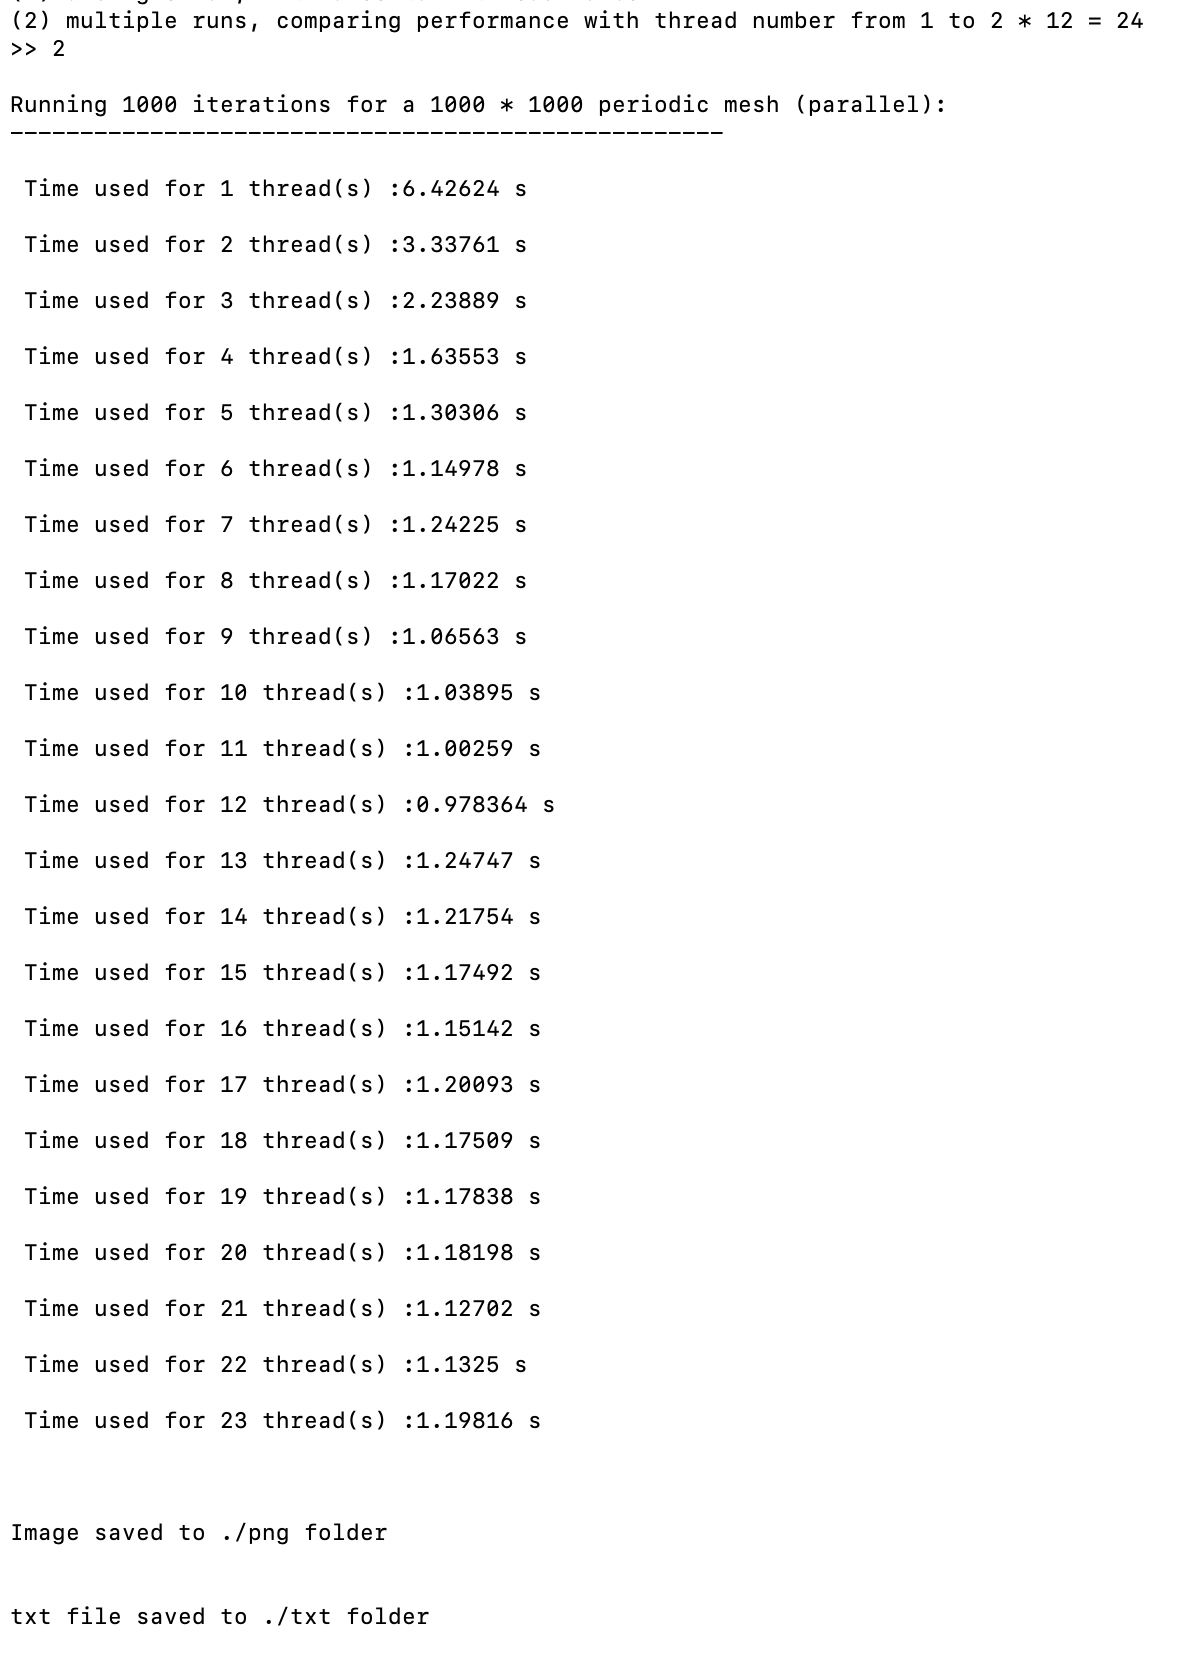 (2) multiple runs, comparing performance with thread number from 1 to 2 * 12 = 24
>> 2
Running 1000 iterations for a 1000 * 1000 periodic mesh (parallel):
---------------------------------------------------
Time used for 1 thread(s) :6.42624 s
Time used for 2 thread(s) :3.33761 s
Time used for 3 thread(s) :2.23889 s
Time used for 4 thread(s) :1.63553 s
Time used for 5 thread(s) :1.30306 s
Time used for 6 thread(s) :1.14978 s
Time used for 7 thread(s) :1.24225 s
Time used for 8 thread(s) :1.17022 s
Time used for 9 thread(s) :1.06563 s
Time used for 10 thread(s) :1.03895 s
Time used for 11 thread(s) :1.00259 s
Time used for 12 thread(s) :0.978364 s
Time used for 13 thread(s) :1.24747 s
Time used for 14 thread(s) :1.21754 s
Time used for 15 thread(s) :1.17492 s
Time used for 16 thread(s) :1.15142 s
Time used for 17 thread(s) :1.20093 s
Time used for 18 thread(s) :1.17509 s
Time used for 19 thread(s) :1.17838 s
Time used for 20 thread(s) :1.18198 s
Time used for 21 thread(s) :1.12702 s
Time used for 22 thread(s) :1.1325 s
Time used for 23 thread(s) :1.19816 s
Image saved to ./png folder
txt file saved to ./txt folder